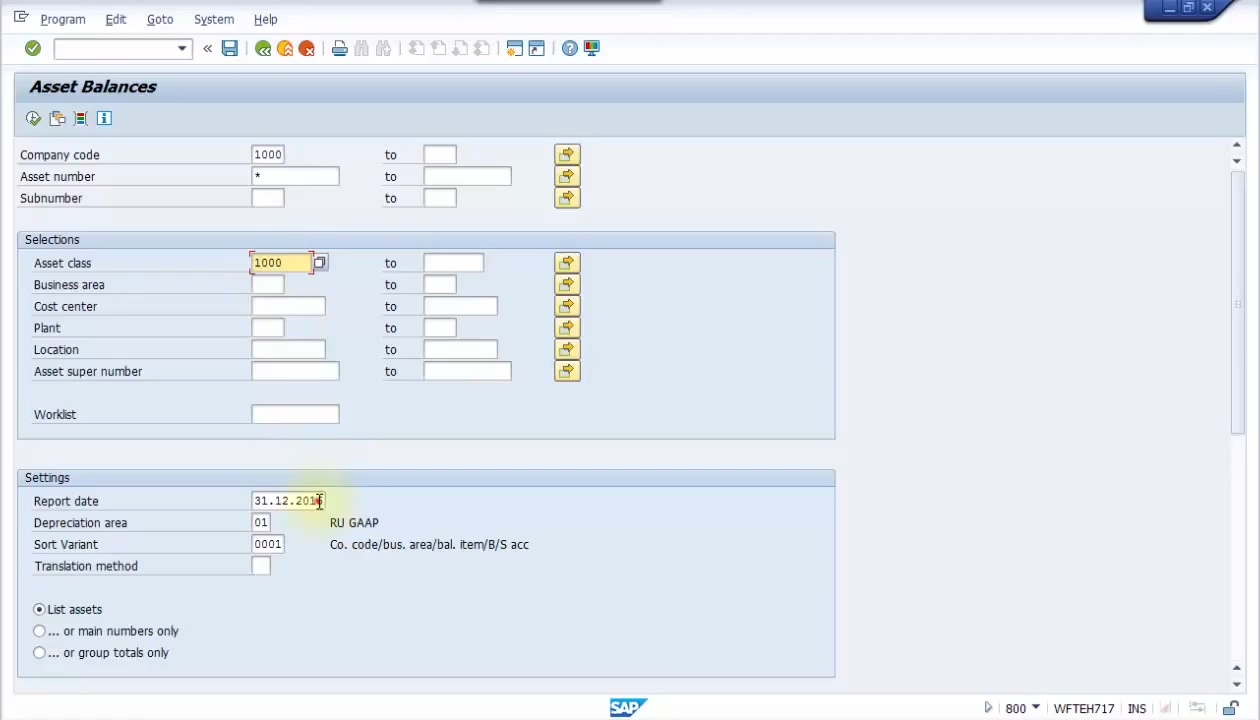 Program Edit Goto System Help
Asset Balances
Company code 1000 to
Asset number * to
Subnumber to
Selections
Asset class 1000 to
Business area to
Cost center to
Plant to
Location to
Asset super number to
Worklist
Settings
Report date 31.12.2016
Depreciation area 01 RU GAAP
Sort Variant 0001 Co. code/bus. area/bal. item/B/S acc
Translation method
List assets
... or main numbers only
... or group totals only
SAP 800 WFTEH717 INS